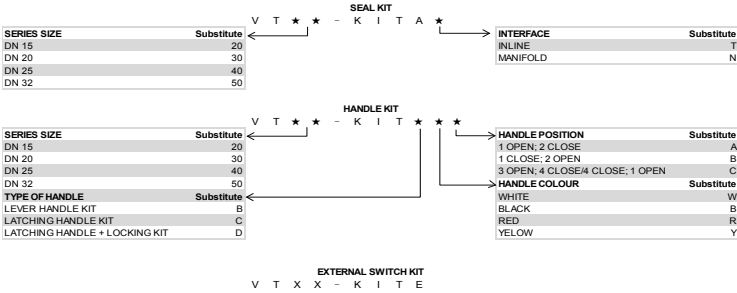 SEAL KIT
V T ★ ★ - K I T A ★
SERIES SIZE Substitute
DN 15 20
DN 20 30
DN 25 40
DN 32 50
INTERFACE Substitute
INLINE T
MANIFOLD N
HANDLE KIT
V T ★ ★ - K I T ★ ★ ★
SERIES SIZE Substitute
DN 15 20
DN 20 30
DN 25 40
DN 32 50
TYPE OF HANDLE Substitute
LEVER HANDLE KIT B
LATCHING HANDLE KIT C
LATCHING HANDLE + LOCKING KIT D
HANDLE POSITION Substitute
1 OPEN; 2 CLOSE A
1 CLOSE; 2 OPEN B
3 OPEN; 4 CLOSE/4 CLOSE; 1 OPEN C
HANDLE COLOUR Substitute
WHITE W
BLACK B
RED R
YELOW Y
EXTERNAL SWITCH KIT
V T X X - K I T E